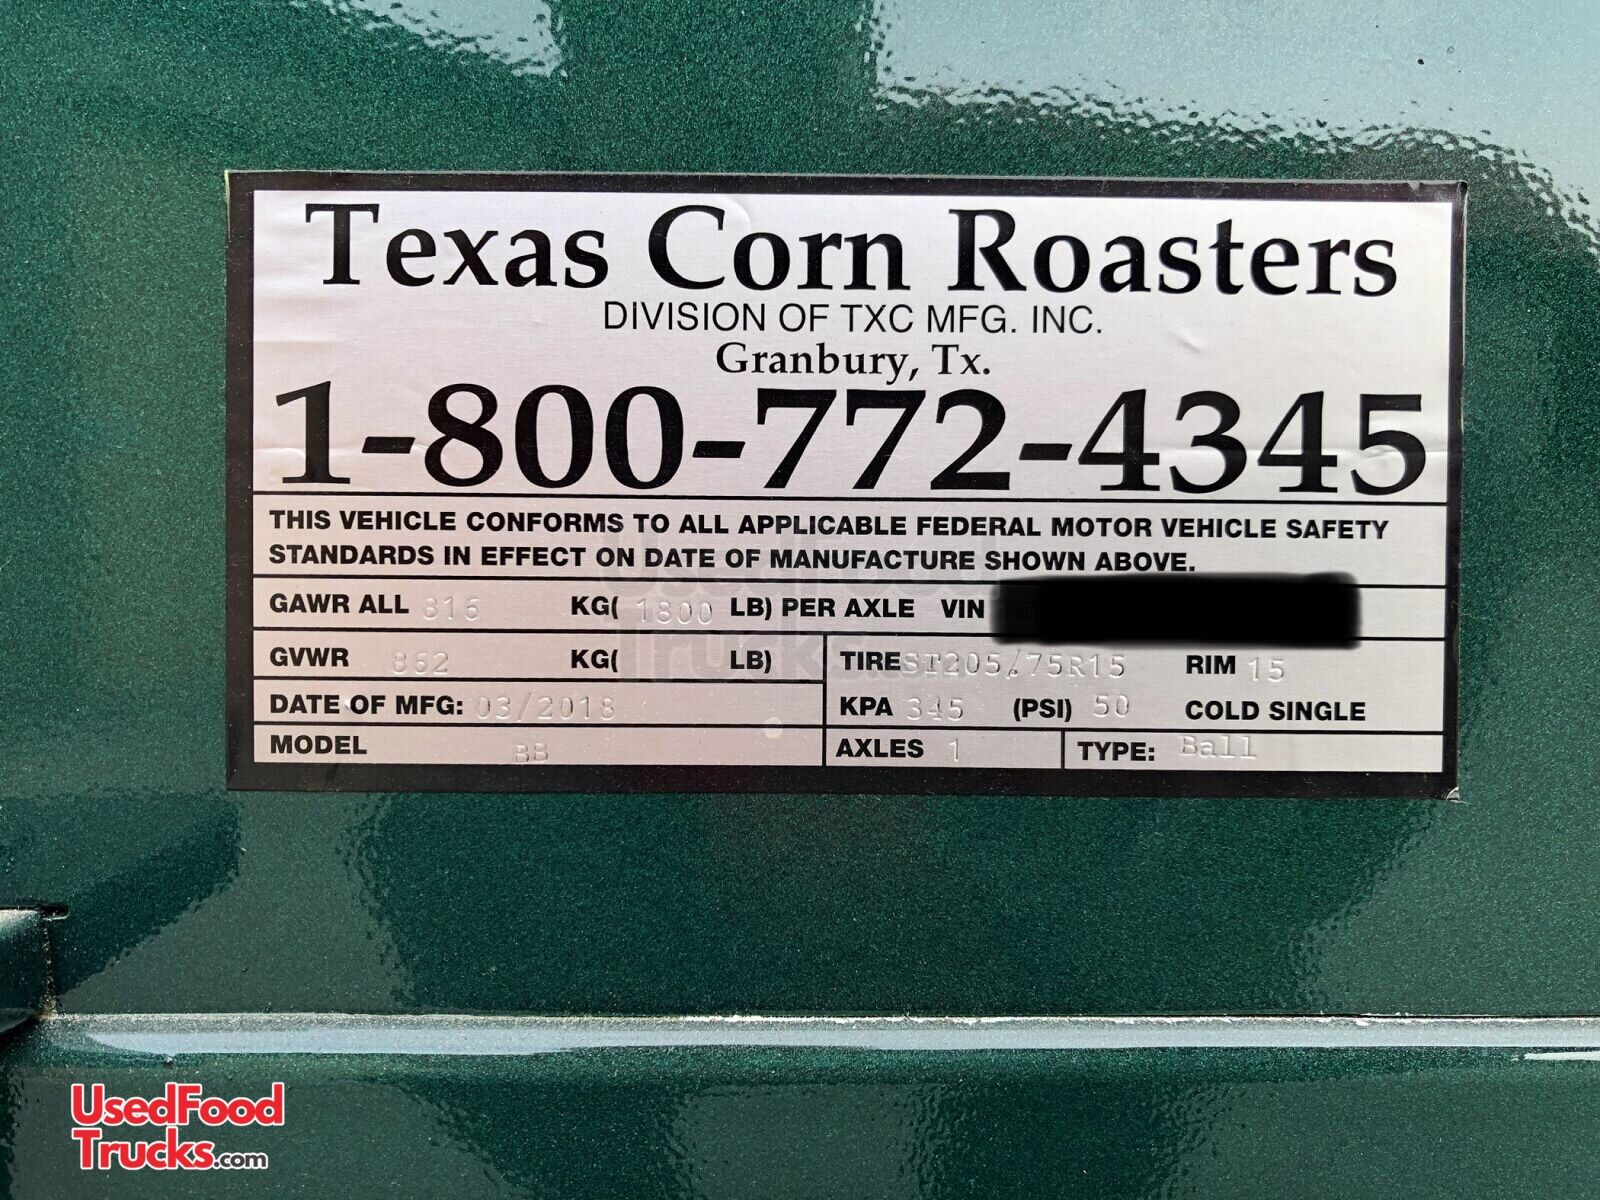 Texas Corn Roasters
DIVISION OF TXC MFG. INC.
Granbury, Tx.
1-800-772-4345
THIS VEHICLE CONFORMS TO ALL APPLICABLE FEDERAL MOTOR VEHICLE SAFETY
STANDARDS IN EFFECT ON DATE OF MANUFACTURE SHOWN ABOVE.
GAWR ALL 816 KG( 1800 LB) PER AXLE VIN
GVWR 862 KG( LB) TIRE ST205/75R15 RIM 15
DATE OF MFG: 03/2018 KPA 345 (PSI) 50 COLD SINGLE
MODEL BB AXLES 1 TYPE: Ball
UsedFood
Trucks
UsedFood
Trucks.com